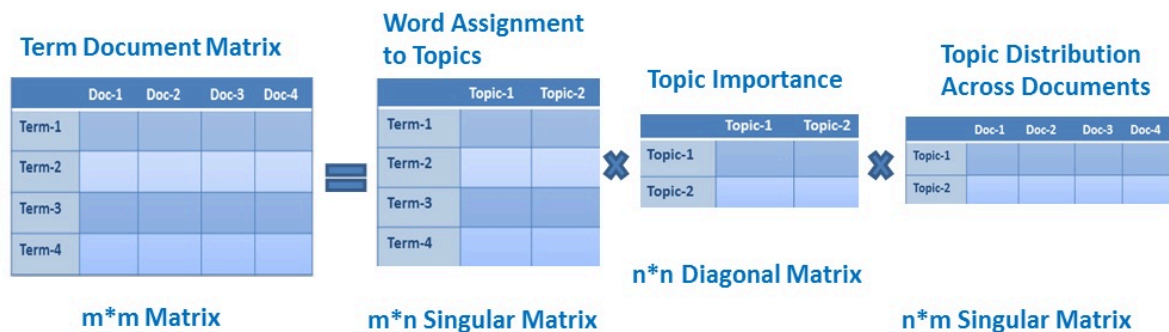 Term Document Matrix
Doc-1 Doc-2 Doc-3 Doc-4
Term-1
Term-2
Term-3
Term-4
m*m Matrix
Word Assignment
to Topics
Topic-1 Topic-2
Term-1
Term-2
Term-3
Term-4
m*n Singular Matrix
Topic Importance
Topic-1 Topic-2
Topic-1
Topic-2
n*n Diagonal Matrix
Topic Distribution
Across Documents
Doc-1 Doc-2 Doc-3 Doc-4
Topic-1
Topic-2
n*m Singular Matrix